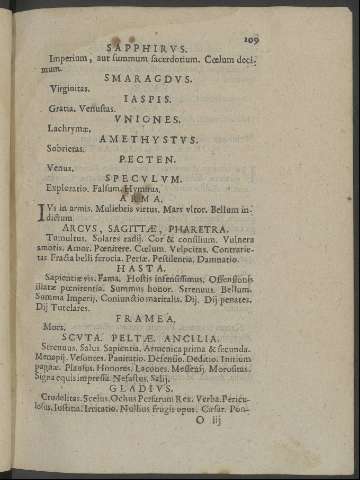 109
SAPPHIRVS.
Imperium, aut summum sacerdotium. Cœlum deci-
mum.
SMARAGDVS.
Virginitas.
IASPIS.
Gratia. Venustas.
VNIONES.
Lachrymæ.
AMETHYSTVS.
Sobrietas.
PECTEN.
Venus.
SPECVLVM.
Exploratio. Falsum. Hymnus.
ARMA.
IVs in armis. Muliebris virtus. Mars vltor. Bellum in-
dictum
ARCVS, SAGITTÆ, PHARETRA.
Tumultus. Solares radij. Cor & consilium. Vulnera
amoris. Amor. Pœnitere. Cœlum. Velocitas. Contrarie-
tas Fracta belli ferocia. Persæ. Pestilentia. Damnatio.
HASTA.
Sapientiæ vis. Fama. Hostis infensissimus. Offensionis
illatæ pœnitentia. Summus honor. Strenuus. Bellum.
Summa Imperij. Coniunctio maritalis. Dij. Dij penates.
Dij Tutelares.
FRAMEA.
Mors.
SCVTA. PELTÆ. ANCILIA.
Strenuus. Salus. Sapientia. Armenica prima & secunda.
Menapij. Vesontes. Punitatio. Defensio. Deditio. Initium
pugnæ. Plausus. Honores. Lacones. Messenij. Morositas.
Signa equis impressa. Nefastus. Salij.
GLADIVS.
Crudelitas. Scelus. Ochus Persarum Rex. Verba. Pericu-
losus. Iustitia. Irritatio. Nullius frugis opus. Cæsar. Pon-
O iij